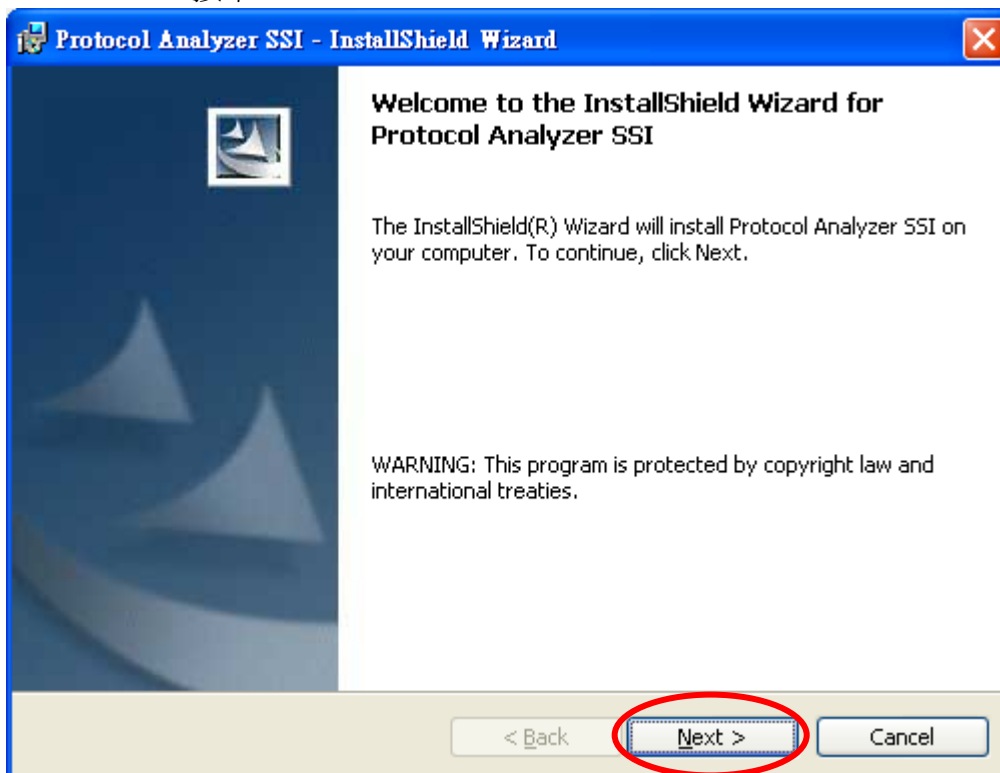 Protocol Analyzer SSI - InstallShield Wizard
Welcome to the InstallShield Wizard for
Protocol Analyzer SSI
The InstallShield(R) Wizard will install Protocol Analyzer SSI on
your computer. To continue, click Next.
WARNING: This program is protected by copyright law and
international treaties.
< Back
Next >
Cancel